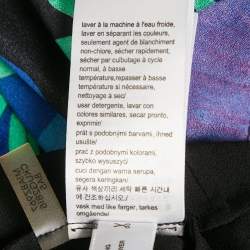 laver à la machine à l'eau froide,
laver en séparant les couleurs,
seulement agent de blanchiment
non-chlore, sécher rapidement,
sécher par culbutage à cycle
normal, à basse
température,repasser à basse
température si nécessaire,
nettoyage à sec/
usar detergente, lavar con
colores similares, secar pronto,
exprimir/
prát s podobnými barvami, ihned
usušte/
prać z podobnymi kolorami,
szybko wysuszyć/
cuci dengan warna serupa,
segera keringkan/
유사 색상끼리 세탁 빠른 시간내
에 건조하시오/
vask med like farger, tørkes
omgående/